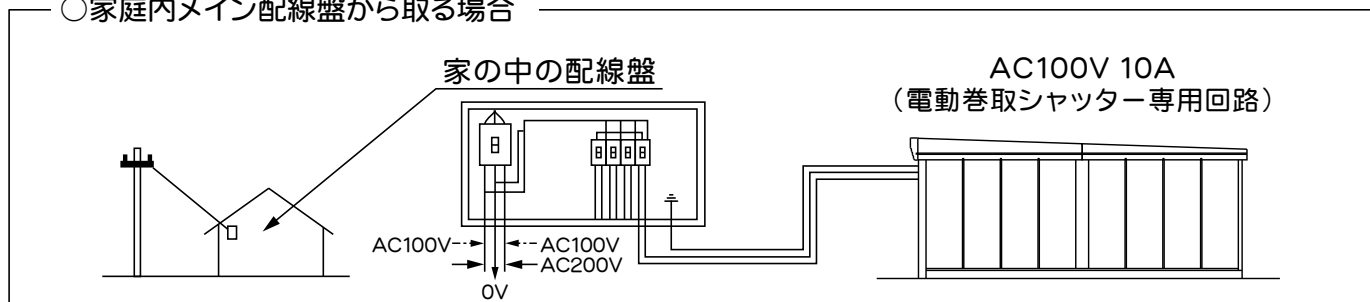 ○家庭内メイン配線盤から取る場合
家の中の配線盤
AC100V 10A
（電動巻取シャッター専用回路）
AC100V
AC100V
AC200V
0V